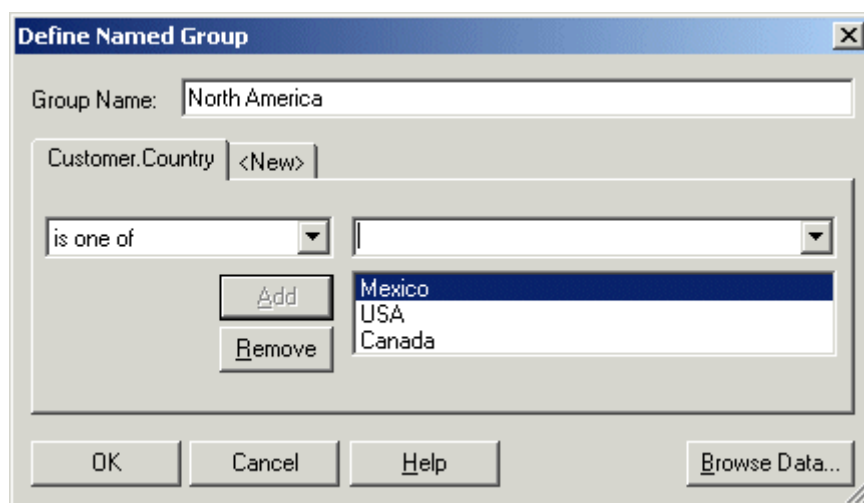 Define Named Group
Group Name: North America
Customer.Country <New>
is one of
Add Mexico
USA
Remove Canada
OK Cancel Help Browse Data...